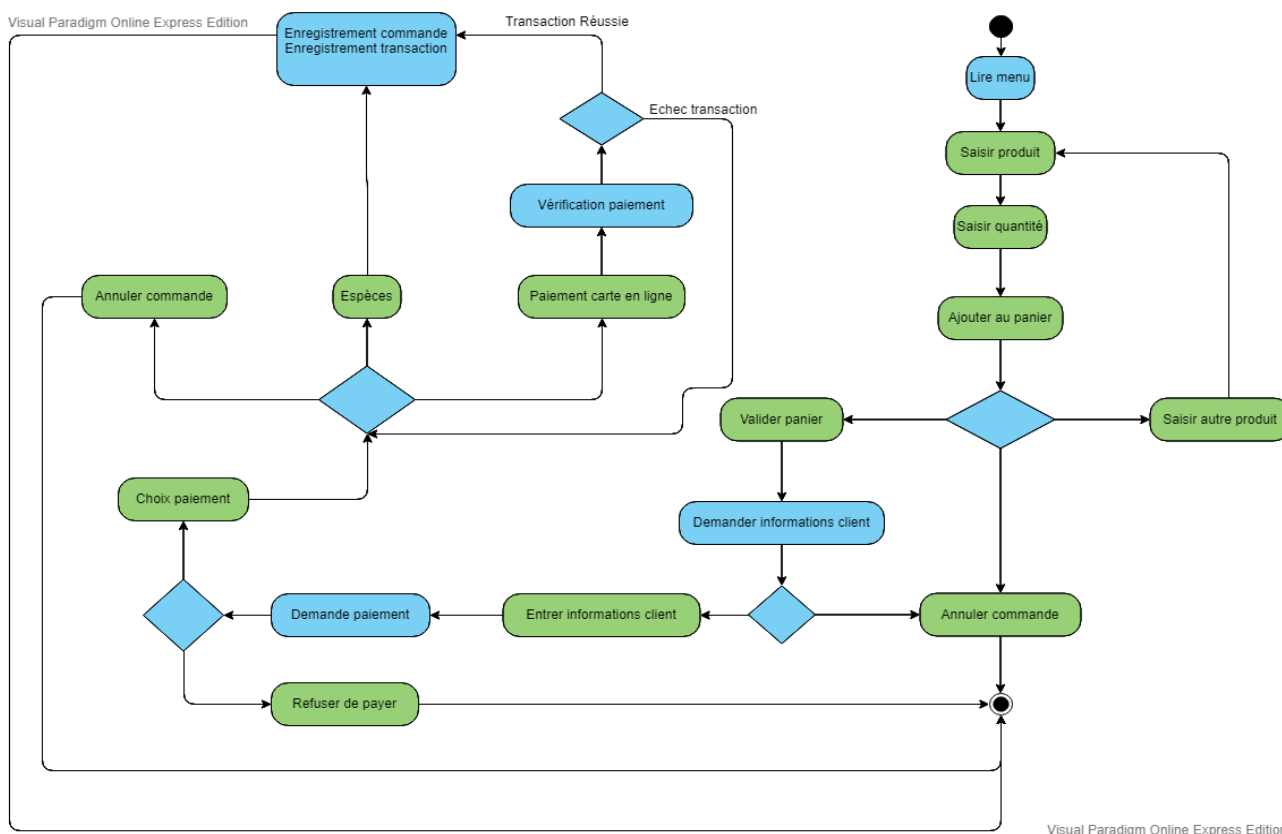 Visual Paradigm Online Express Edition
Transaction Réussie
Enregistrement commande
Enregistrement transaction
Lire menu
Echec transaction
Saisir produit
Vérification paiement
Saisir quantité
Annuler commande
Espèces
Paiement carte en ligne
Ajouter au panier
Valider panier
Saisir autre produit
Choix paiement
Demander informations client
Demande paiement
Entrer informations client
Annuler commande
Refuser de payer
Visual Paradigm Online Express Edition